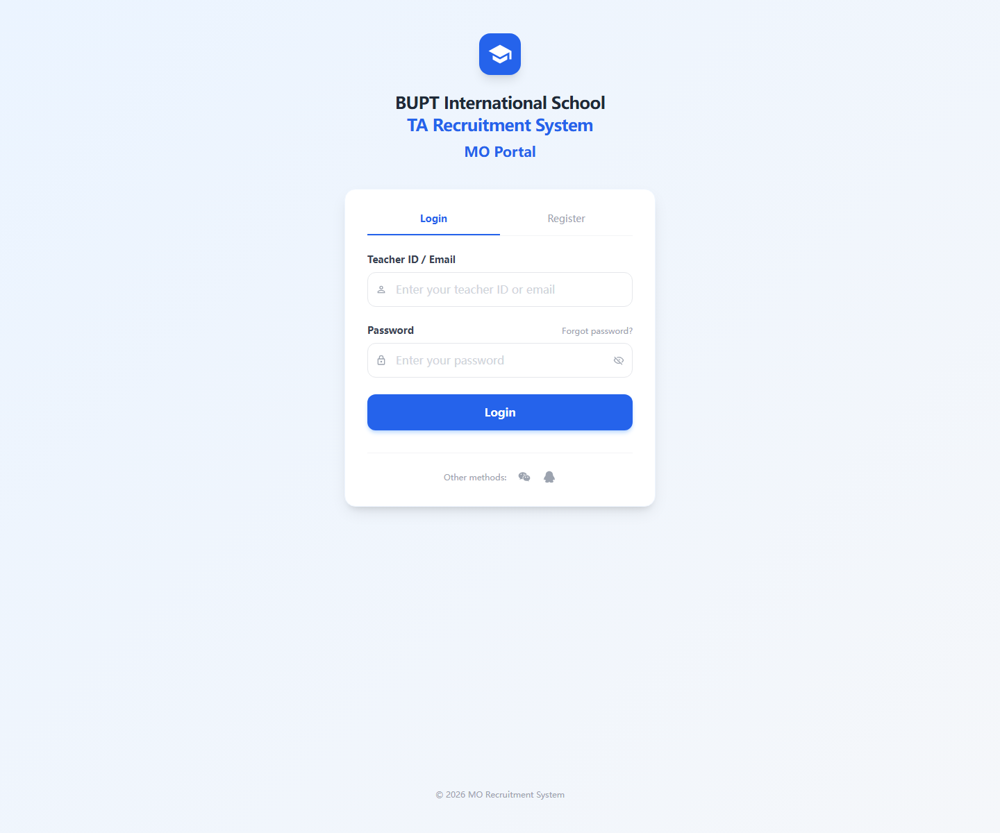 BUPT International School
TA Recruitment System
MO Portal
Login
Register
Teacher ID / Email
Enter your teacher ID or email
Password
Forgot password?
Enter your password
Login
Other methods:
© 2026 MO Recruitment System